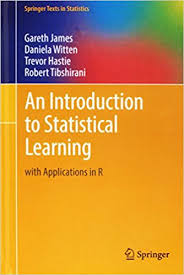 Springer Texts in Statistics
Gareth James
Daniela Witten
Trevor Hastie
Robert Tibshirani
An Introduction
to Statistical
Learning
with Applications in R
Springer